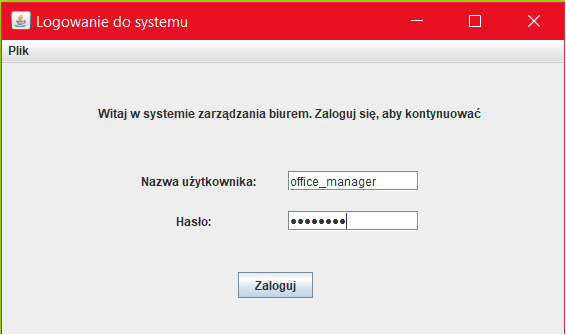 Logowanie do systemu
Plik
Witaj w systemie zarządzania biurem. Zaloguj się, aby kontynuować
Nazwa użytkownika: office_manager
Hasło: ●●●●●●●●
Zaloguj